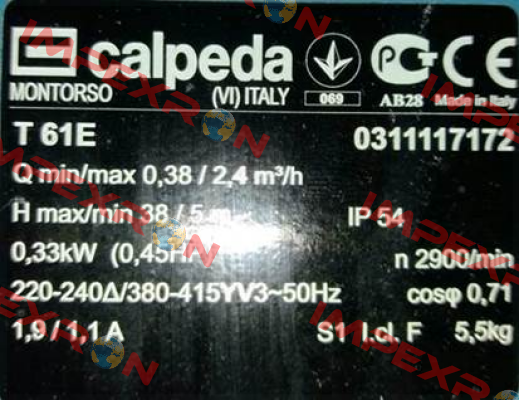 calpeda
MONTORSO (VI) ITALY 069 AB28 Made in Italy
T 61E 0311117172
Q min/max 0,38 / 2,4 m³/h
H max/min 38 / 5 m IP 54
0,33kW (0,45H n 2900/min
220-240Δ/380-415YV3~50Hz cosφ 0,71
1,9 / 1,1 A S1 I.cl. F 5,5kg
IMPEXRON